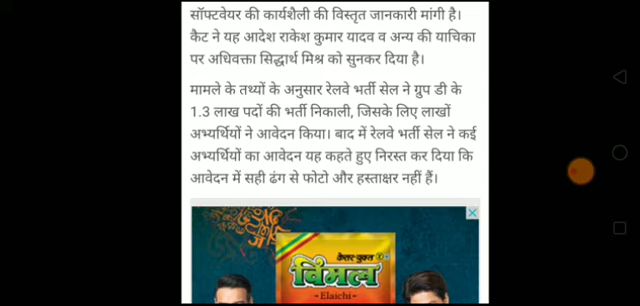 सॉफ्टवेयर की कार्यशैली की विस्तृत जानकारी मांगी है।
कैट ने यह आदेश राकेश कुमार यादव व अन्य की याचिका
पर अधिवक्ता सिद्धार्थ मिश्र को सुनकर दिया है।
मामले के तथ्यों के अनुसार रेलवे भर्ती सेल ने ग्रुप डी के
1.3 लाख पदों की भर्ती निकाली, जिसके लिए लाखों
अभ्यर्थियों ने आवेदन किया। बाद में रेलवे भर्ती सेल ने कई
अभ्यर्थियों का आवेदन यह कहते हुए निरस्त कर दिया कि
आवेदन में सही ढंग से फोटो और हस्ताक्षर नहीं हैं।
केसर युक्त
विमल
- Elaichi -